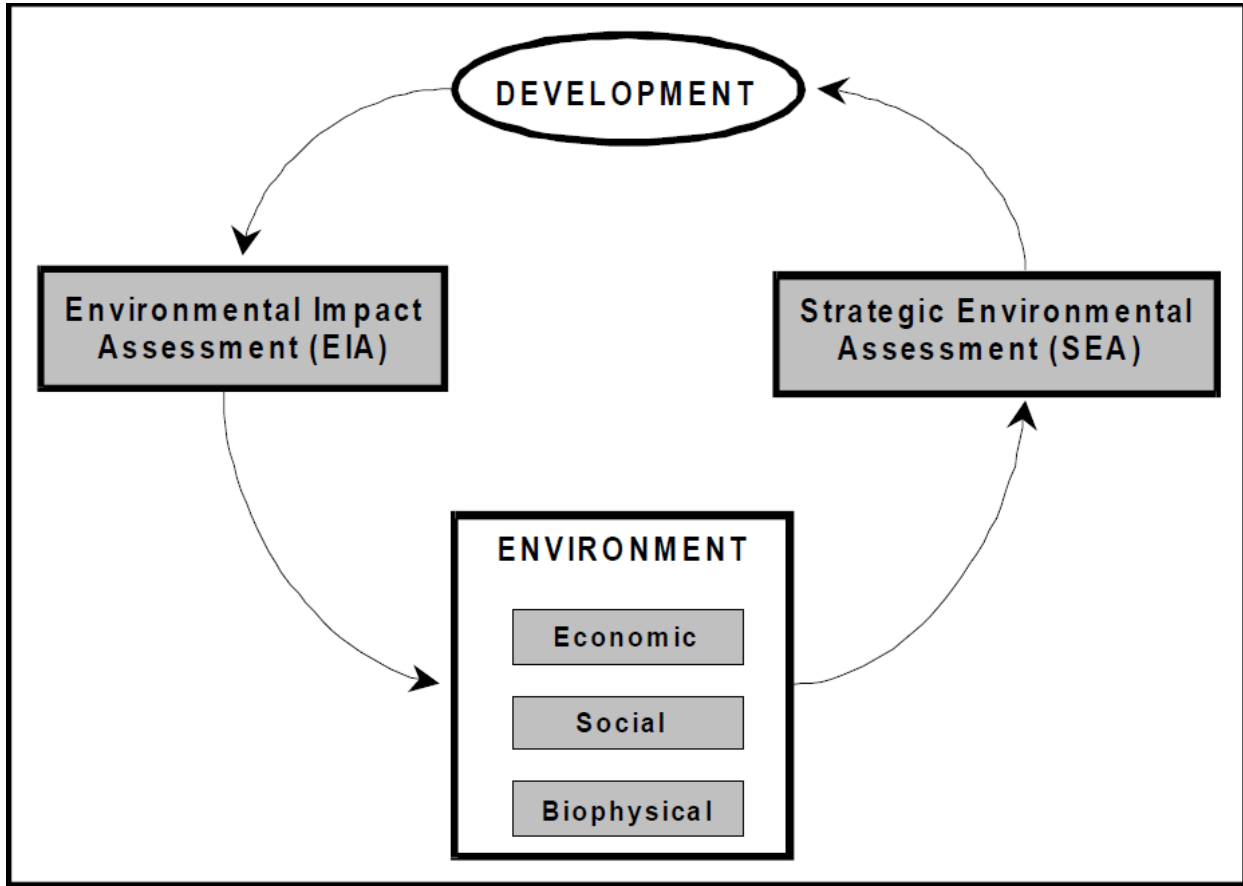 DEVELOPMENT
Environmental Impact
Assessment (EIA)
Strategic Environmental
Assessment (SEA)
ENVIRONMENT
Economic
Social
Biophysical